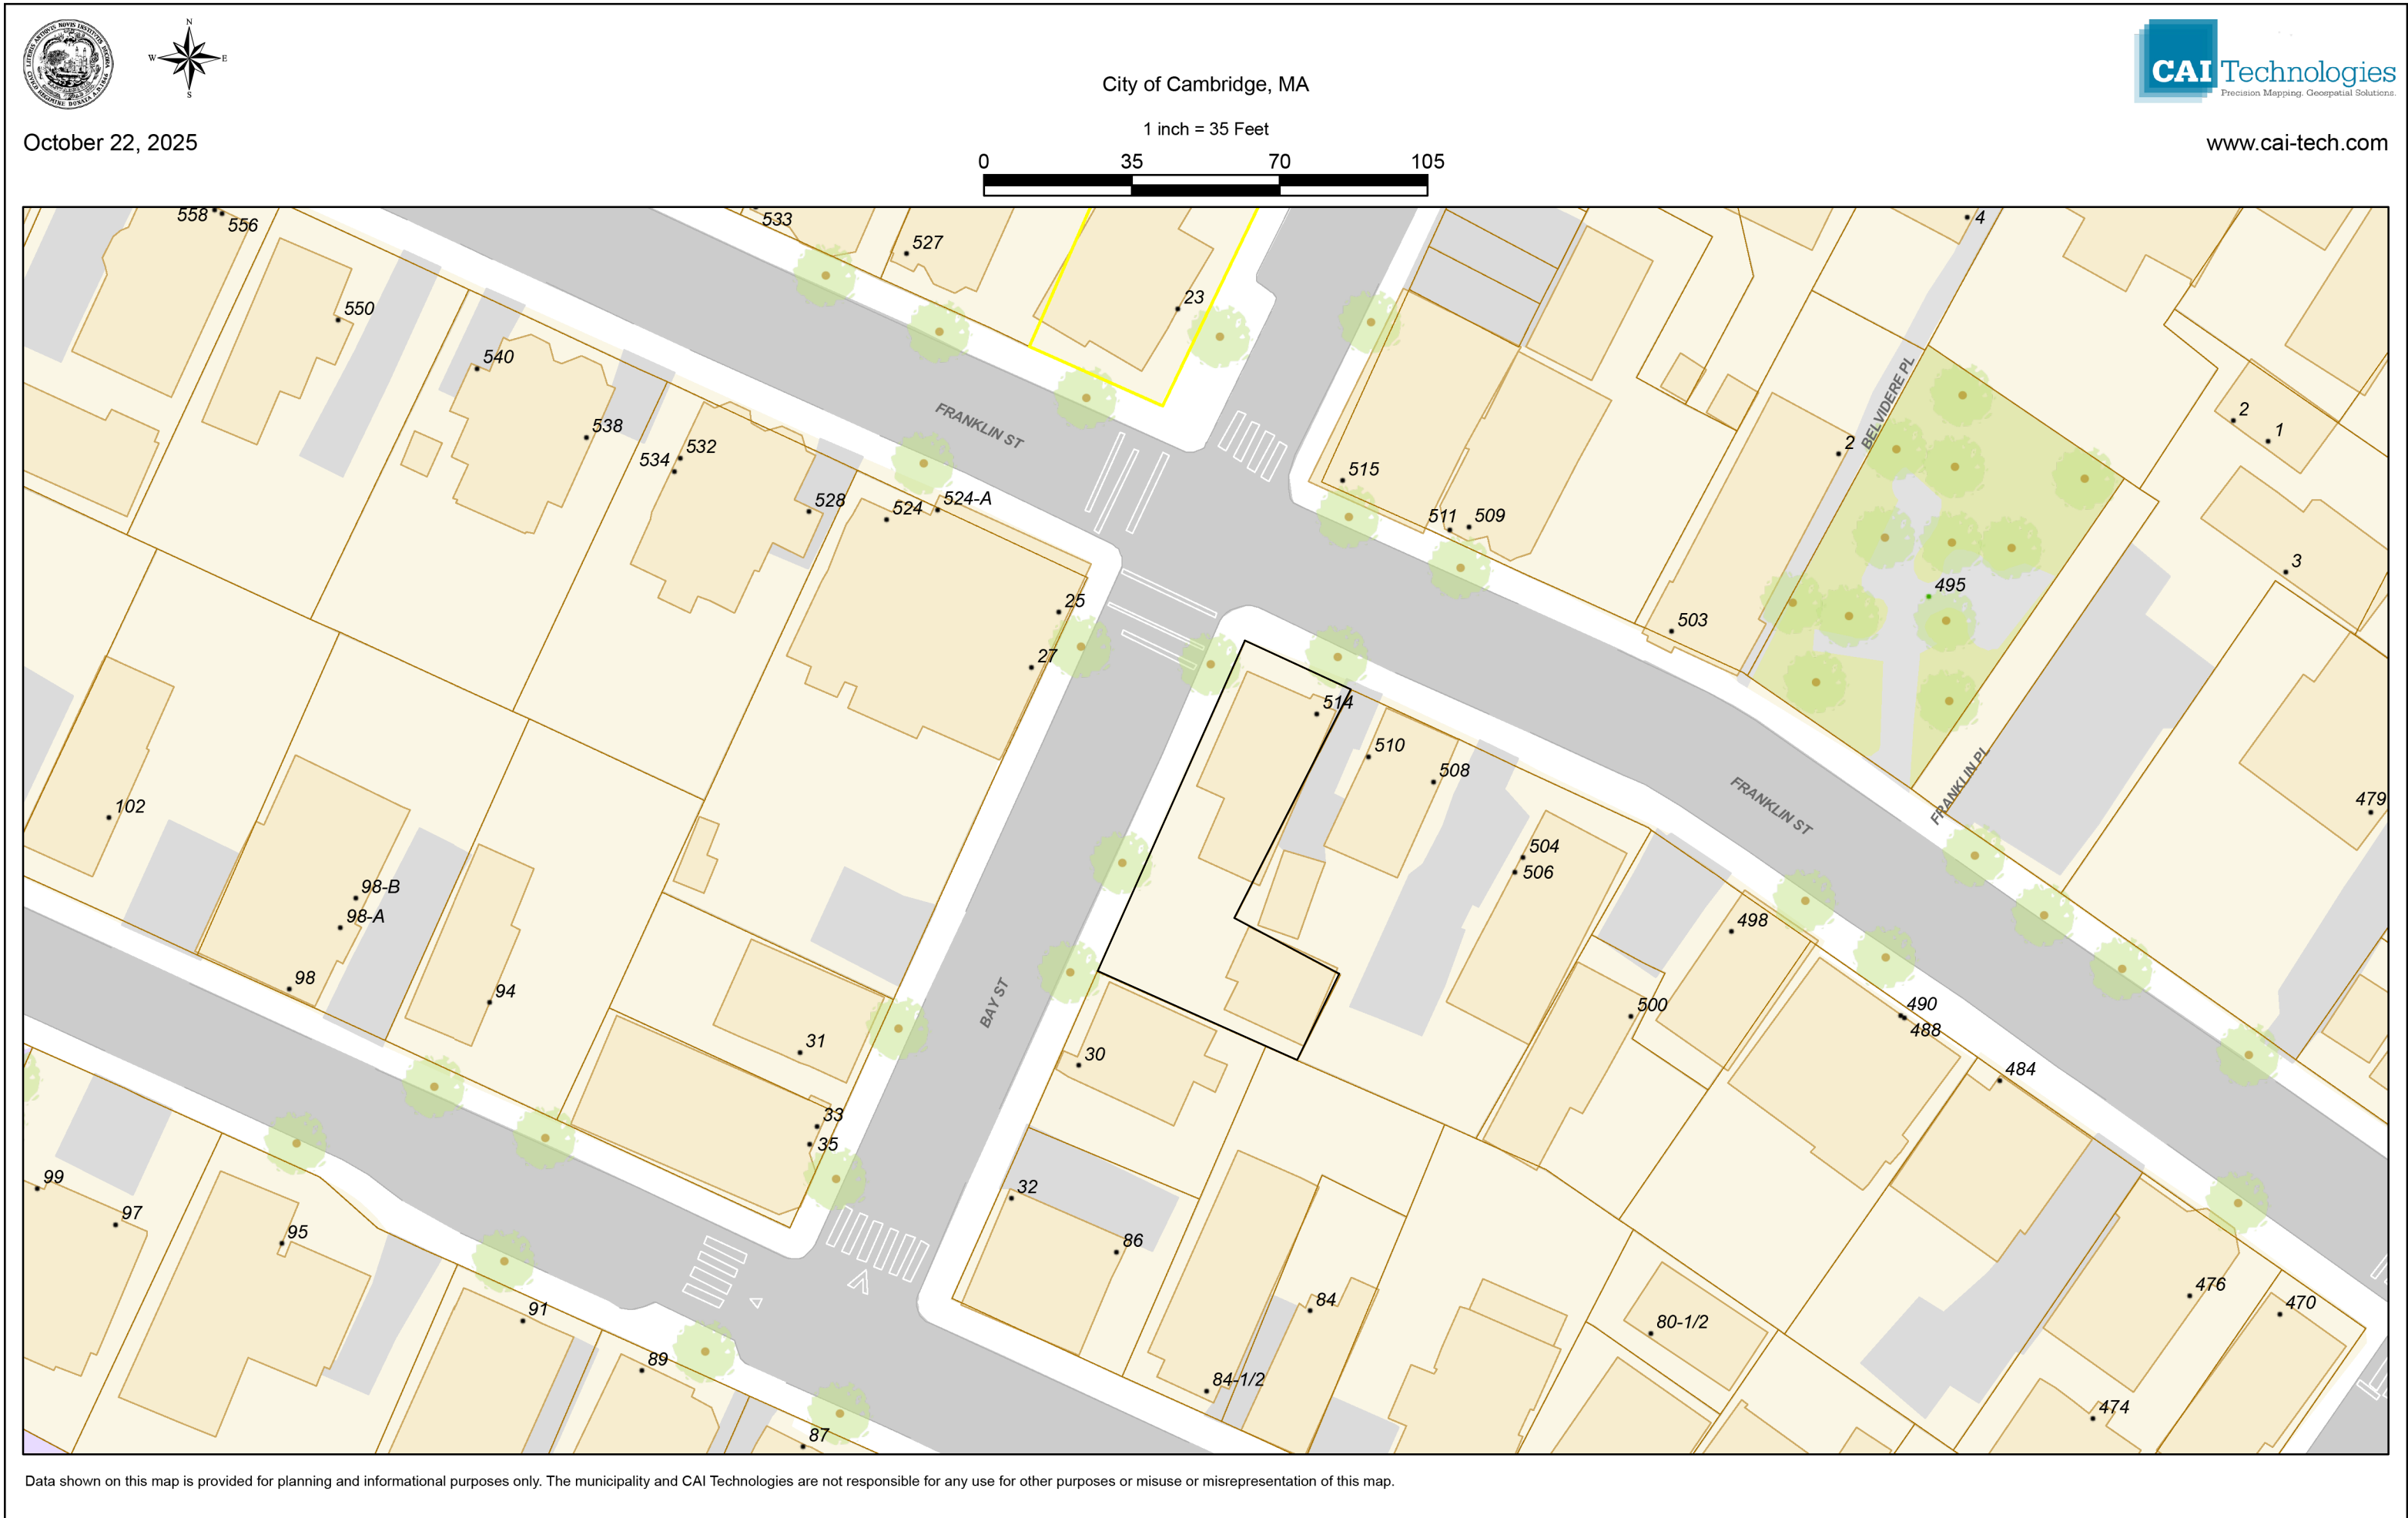 N
W E
S
City of Cambridge, MA
CAI Technologies
Precision Mapping. Geospatial Solutions.
October 22, 2025
1 inch = 35 Feet
www.cai-tech.com
0 35 70 105
558
556
533
527
4
23
550
540
538
532
534
528
524
524-A
515
511
509
2
2
1
3
FRANKLIN ST
BELVIDERE PL
495
25
27
503
514
510
508
504
506
FRANKLIN ST
FRANKLIN PL
479
102
98-B
98-A
98
94
498
500
490
488
484
BAY ST
31
30
33
35
32
86
99
97
95
91
89
87
84
84-1/2
80-1/2
476
470
474
Data shown on this map is provided for planning and informational purposes only. The municipality and CAI Technologies are not responsible for any use for other purposes or misuse or misrepresentation of this map.